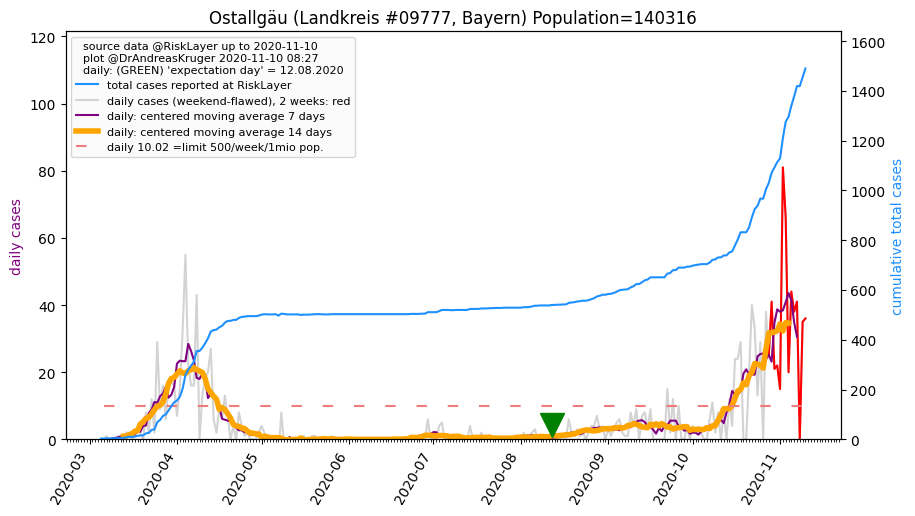 Ostallgäu (Landkreis #09777, Bayern) Population=140316
source data @RiskLayer up to 2020-11-10
plot @DrAndreasKruger 2020-11-10 08:27
daily: (GREEN) 'expectation day' = 12.08.2020
total cases reported at RiskLayer
daily cases (weekend-flawed), 2 weeks: red
daily: centered moving average 7 days
daily: centered moving average 14 days
daily 10.02 =limit 500/week/1mio pop.
daily cases
120
100
80
60
40
20
0
cumulative total cases
1600
1400
1200
1000
800
600
400
200
0
2020-03
2020-04
2020-05
2020-06
2020-07
2020-08
2020-09
2020-10
2020-11